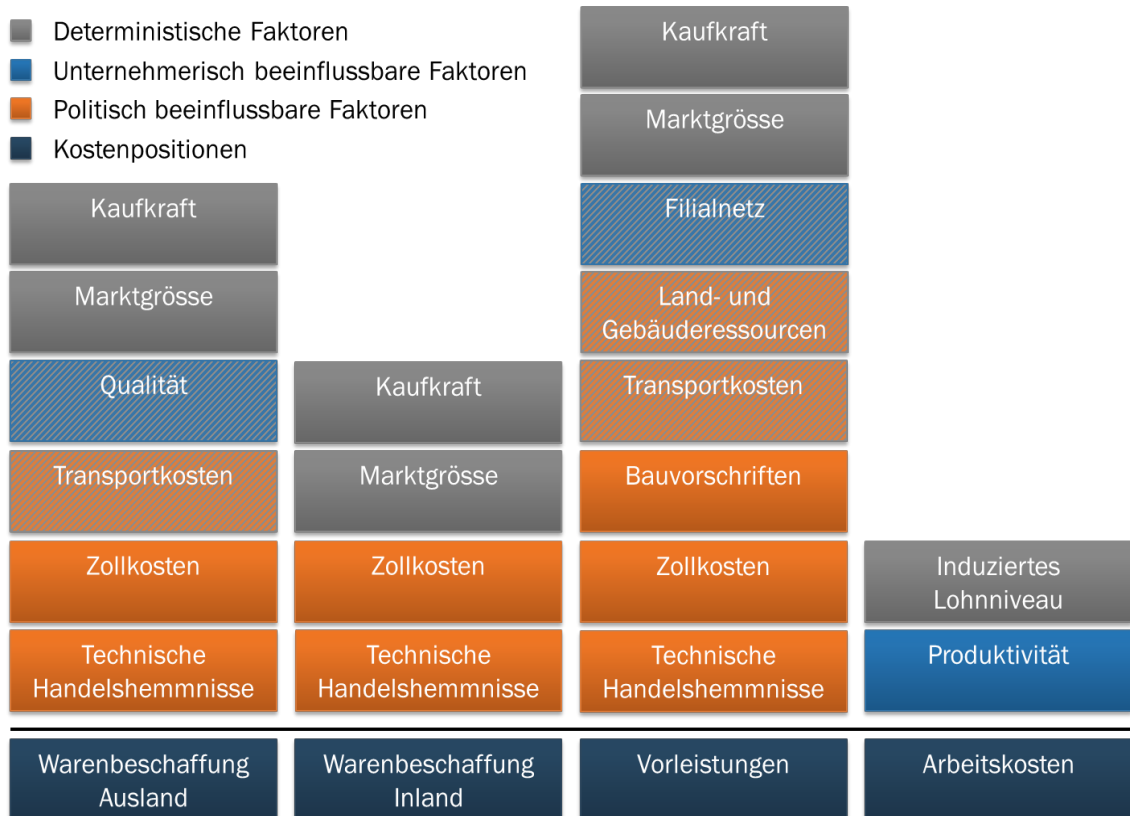 Deterministische Faktoren
Unternehmerisch beeinflussbare Faktoren
Politisch beeinflussbare Faktoren
Kostenpositionen
Kaufkraft
Marktgrösse
Qualität
Transportkosten
Zollkosten
Technische
Handelshemmnisse
Warenbeschaffung
Ausland
Kaufkraft
Marktgrösse
Zollkosten
Technische
Handelshemmnisse
Warenbeschaffung
Inland
Kaufkraft
Marktgrösse
Filialnetz
Land- und
Gebäuderessourcen
Transportkosten
Bauvorschriften
Zollkosten
Technische
Handelshemmnisse
Vorleistungen
Induziertes
Lohnniveau
Produktivität
Arbeitskosten